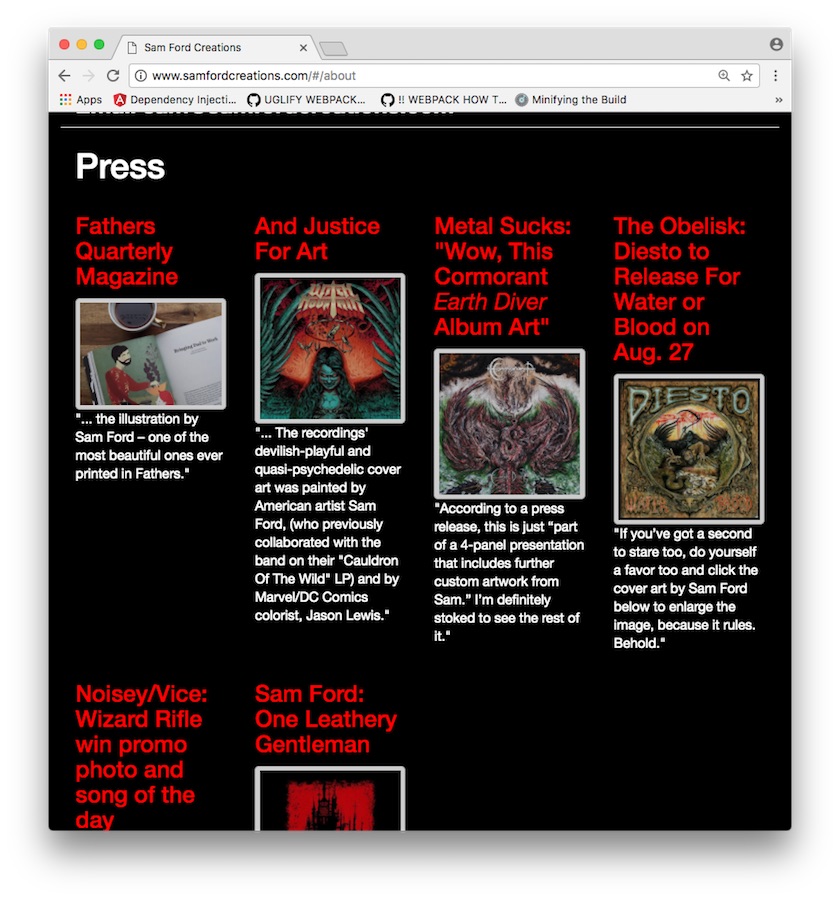 Sam Ford Creations
www.samfordcreations.com/#/about
Apps
Dependency Injecti...
UGLIFY WEBPACK...
!! WEBPACK HOW T...
Minifying the Build
»
Press
Fathers
Quarterly
Magazine
"... the illustration by
Sam Ford – one of the
most beautiful ones ever
printed in Fathers."
And Justice
For Art
"... The recordings'
devilish-playful and
quasi-psychedelic cover
art was painted by
American artist Sam
Ford, (who previously
collaborated with the
band on their "Cauldron
Of The Wild" LP) and by
Marvel/DC Comics
colorist, Jason Lewis."
Metal Sucks:
"Wow, This
Cormorant
Earth Diver
Album Art"
"According to a press
release, this is just “part
of a 4-panel presentation
that includes further
custom artwork from
Sam.” I’m definitely
stoked to see the rest of
it."
The Obelisk:
Diesto to
Release For
Water or
Blood on
Aug. 27
DIESTO
"If you’ve got a second
to stare too, do yourself
a favor too and click the
cover art by Sam Ford
below to enlarge the
image, because it rules.
Behold."
Noisey/Vice:
Wizard Rifle
win promo
photo and
song of the
day
Sam Ford:
One Leathery
Gentleman